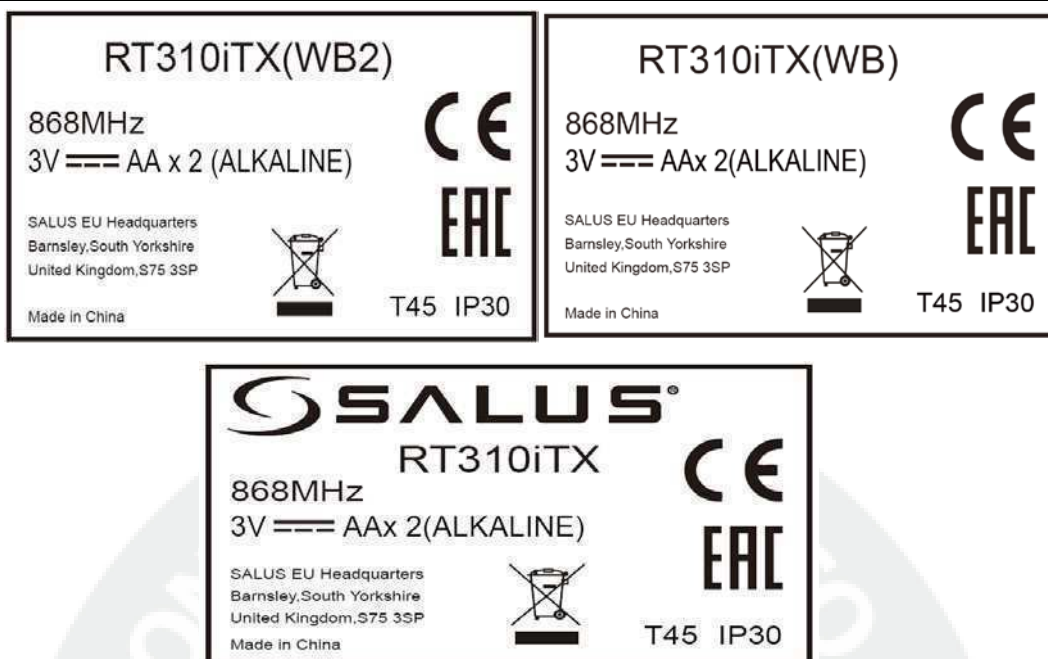 RT310iTX(WB2)
868MHz
3V AA x 2 (ALKALINE)
SALUS EU Headquarters
Barnsley,South Yorkshire
United Kingdom,S75 3SP
Made in China
CE
EAC
T45 IP30
RT310iTX(WB)
868MHz
3V AAx 2(ALKALINE)
SALUS EU Headquarters
Barnsley,South Yorkshire
United Kingdom,S75 3SP
Made in China
CE
EAC
T45 IP30
SALUS®
RT310iTX
868MHz
3V AAx 2(ALKALINE)
SALUS EU Headquarters
Barnsley,South Yorkshire
United Kingdom,S75 3SP
Made in China
CE
EAC
T45 IP30